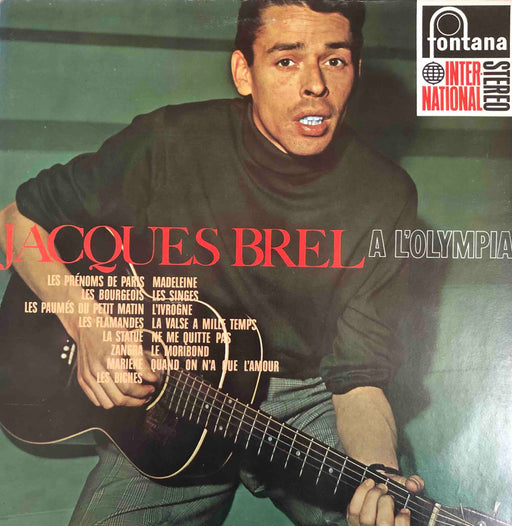 fontana
INTER
NATIONAL
STEREO
JACQUES BREL A L'OLYMPIA
LES PRÉNOMS DE PARIS MADELEINE
LES BOURGEOIS LES SINGES
LES PAUMÉS DU PETIT MATIN L'IVROGNE
LES FLAMANDES LA VALSE A MILLE TEMPS
LA STATUE NE ME QUITTE PAS
ZANGRA LE MORIBOND
MARIEKE QUAND ON N'A QUE L'AMOUR
LES BICHES